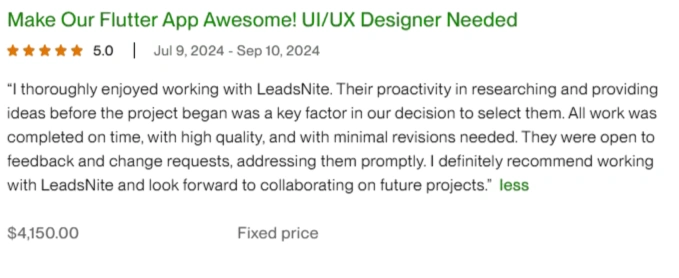 Make Our Flutter App Awesome! UI/UX Designer Needed
5.0 | Jul 9, 2024 - Sep 10, 2024
“I thoroughly enjoyed working with LeadsNite. Their proactivity in researching and providing
ideas before the project began was a key factor in our decision to select them. All work was
completed on time, with high quality, and with minimal revisions needed. They were open to
feedback and change requests, addressing them promptly. I definitely recommend working
with LeadsNite and look forward to collaborating on future projects.” less
$4,150.00 Fixed price